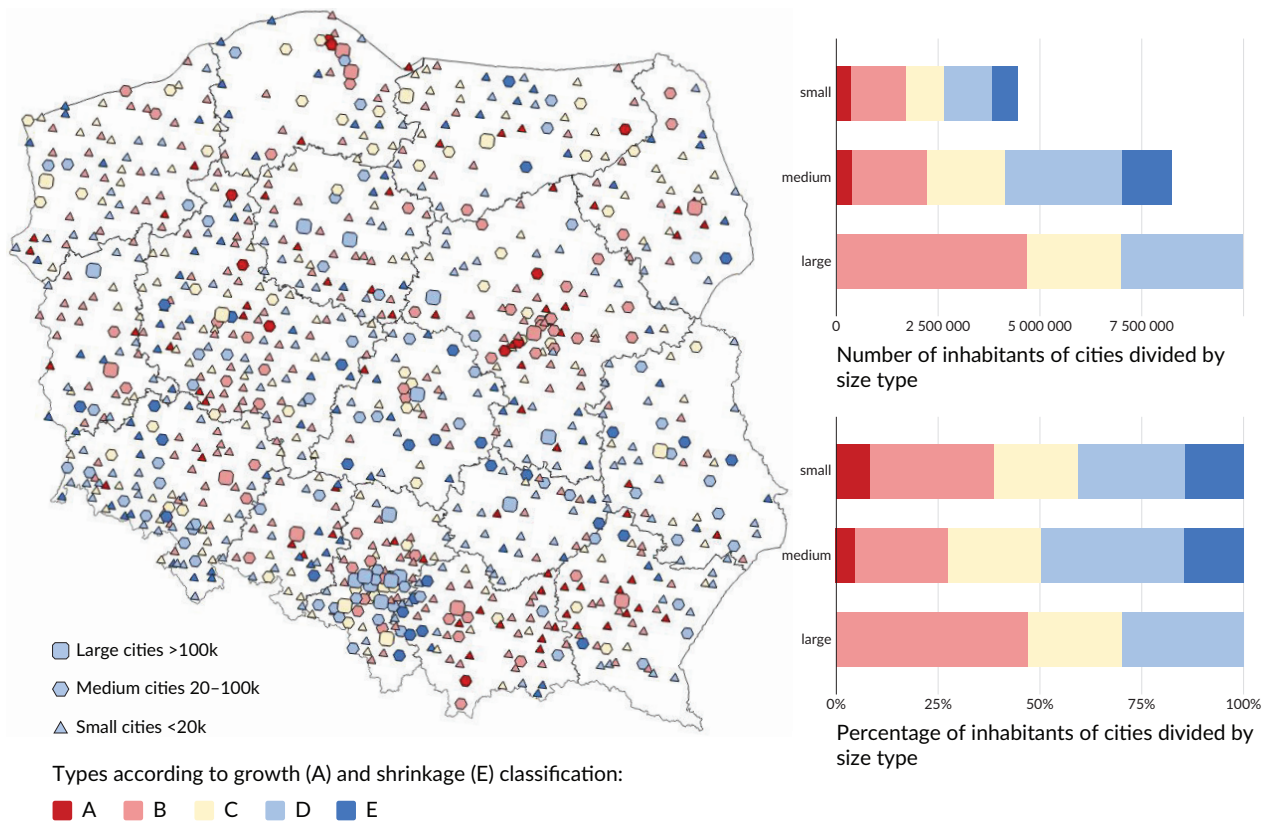 Large cities >100k
Medium cities 20–100k
Small cities <20k
Types according to growth (A) and shrinkage (E) classification:
A B C D E
small
medium
large
0 2 500 000 5 000 000 7 500 000
Number of inhabitants of cities divided by
size type
small
medium
large
0% 25% 50% 75% 100%
Percentage of inhabitants of cities divided by
size type